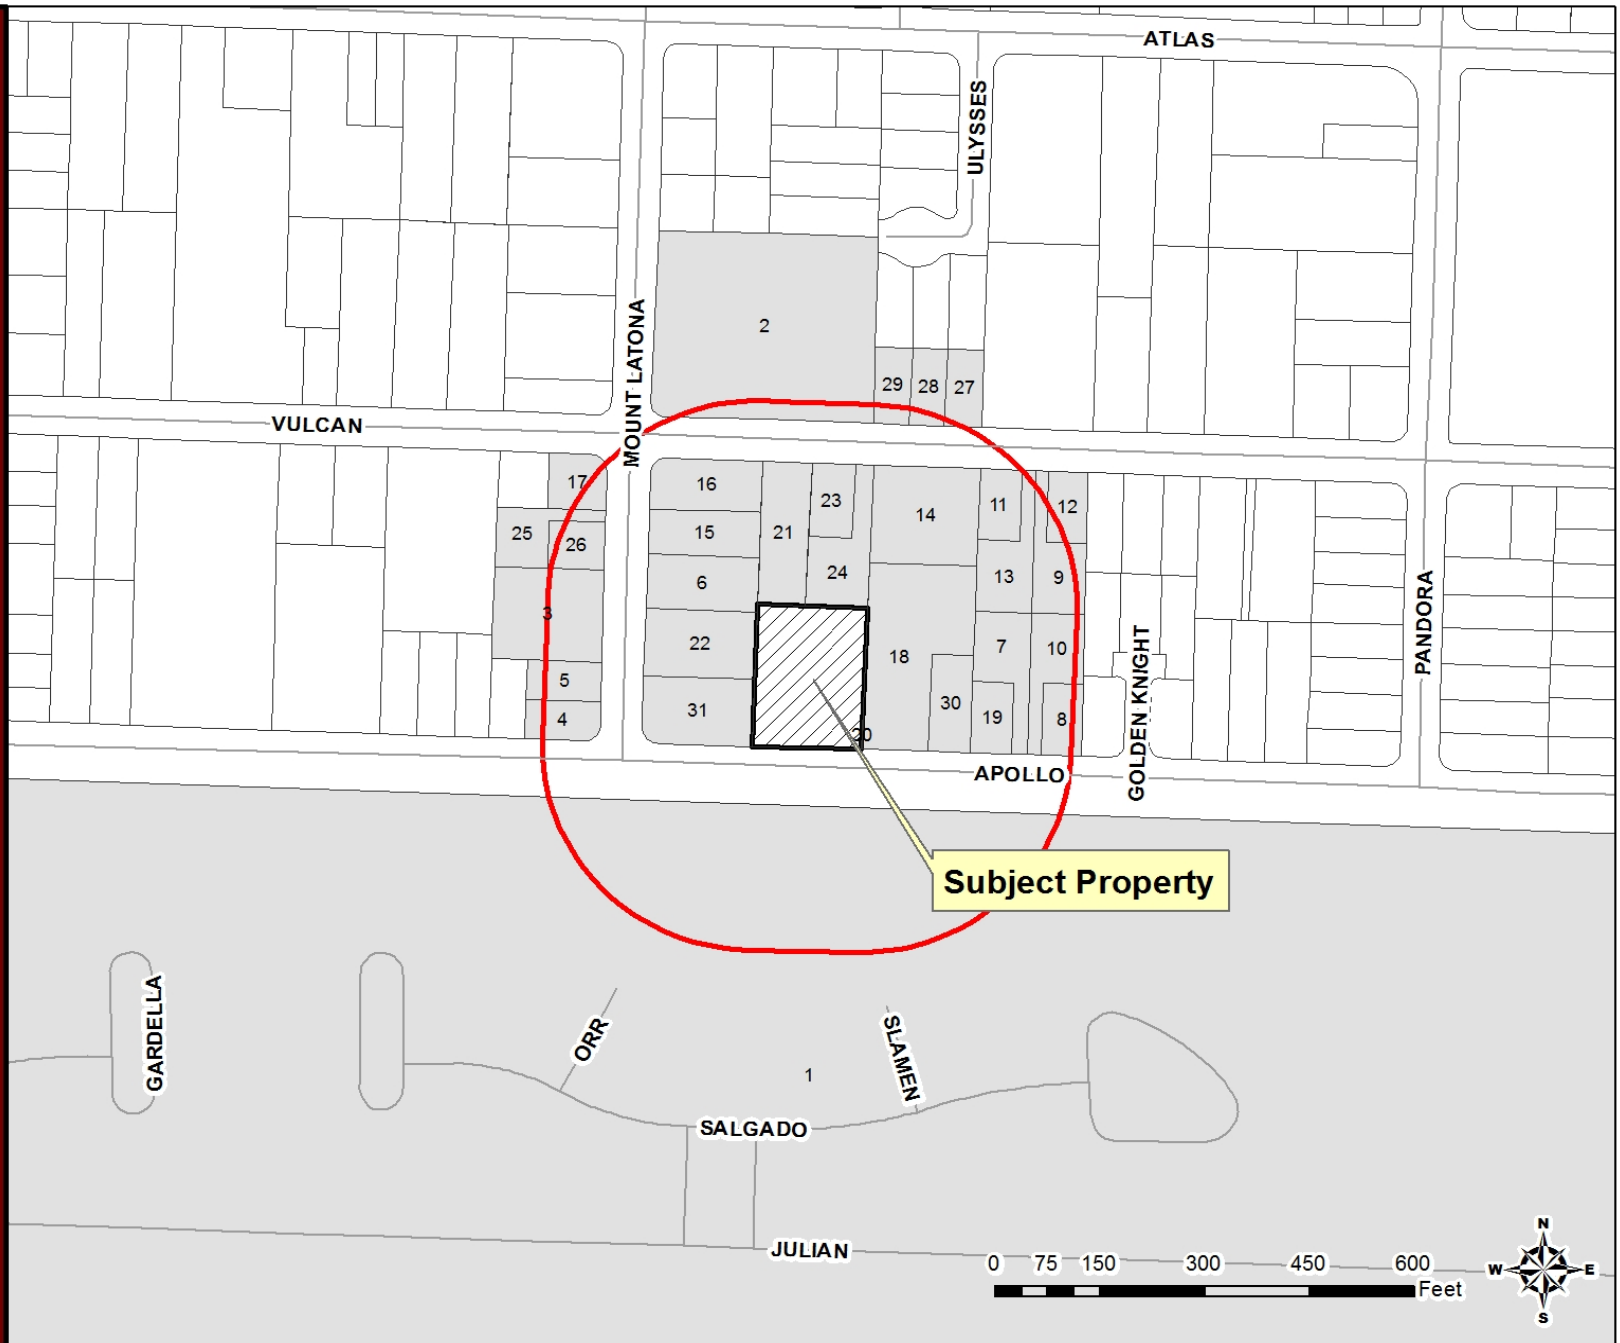 ATLAS
ULYSSES
2
MOUNT LATONA
29 28 27
VULCAN
17 16 23 11 12
14
25 26 15 21
6 24 13 9
3
22 18 7 10
5
31 30 19 8
4
20
PANDORA
GOLDEN KNIGHT
APOLLO
Subject Property
GARDELLA
ORR
SLAMEN
1
SALGADO
JULIAN
0 75 150 300 450 600
Feet
N
W E
S